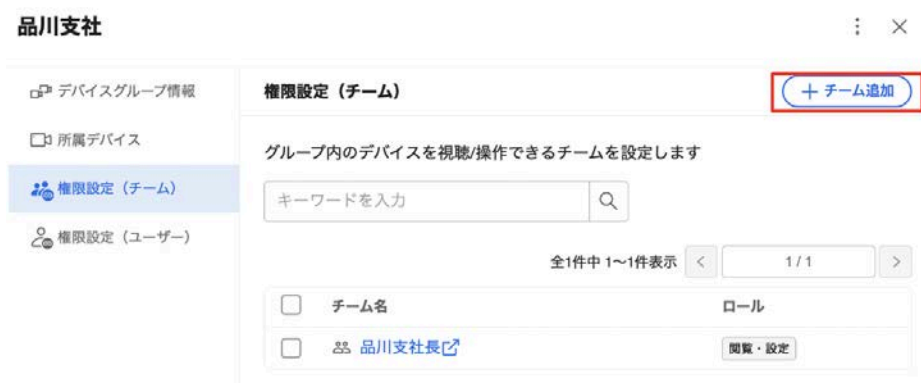 品川支社
デバイスグループ情報
所属デバイス
権限設定（チーム）
権限設定（ユーザー）
権限設定（チーム）
＋ チーム追加
グループ内のデバイスを視聴/操作できるチームを設定します
キーワードを入力
全1件中 1〜1件表示 < 1 / 1 >
チーム名 ロール
品川支社長 閲覧・設定